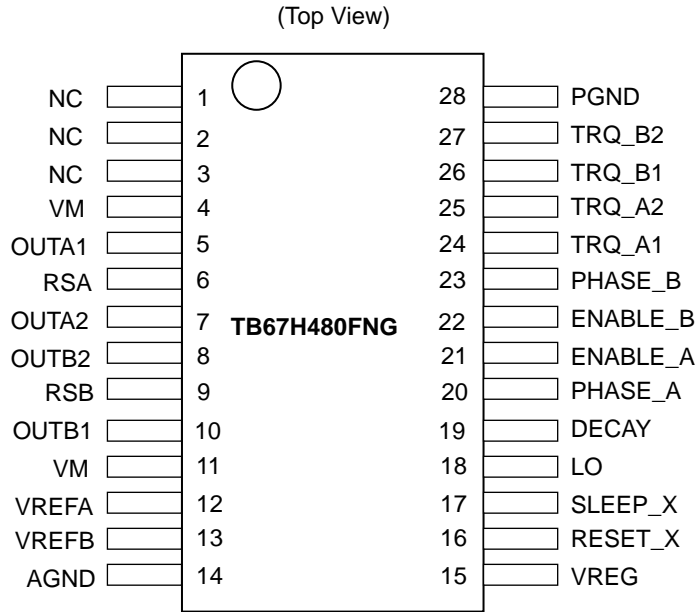 (Top View)
NC 1 28 PGND
NC 2 27 TRQ_B2
NC 3 26 TRQ_B1
VM 4 25 TRQ_A2
OUTA1 5 24 TRQ_A1
RSA 6 23 PHASE_B
OUTA2 7 TB67H480FNG 22 ENABLE_B
OUTB2 8 21 ENABLE_A
RSB 9 20 PHASE_A
OUTB1 10 19 DECAY
VM 11 18 LO
VREFA 12 17 SLEEP_X
VREFB 13 16 RESET_X
AGND 14 15 VREG